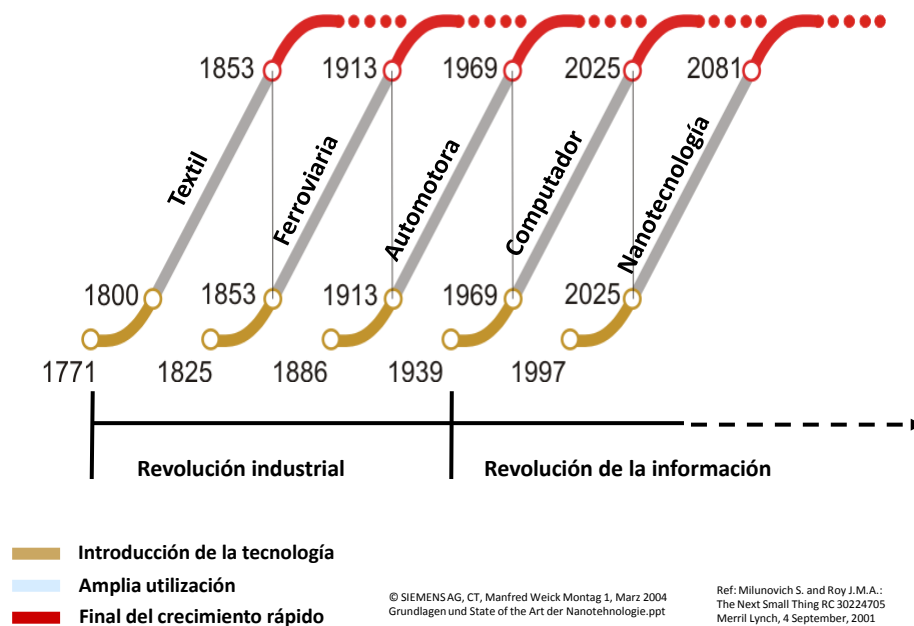 1853
1913
1969
2025
2081
Textil
Ferroviaria
Automotora
Computador
Nanotecnología
1800
1853
1913
1969
2025
1771
1825
1886
1939
1997
Revolución industrial
Revolución de la información
Introducción de la tecnología
Amplia utilización
Final del crecimiento rápido
© SIEMENS AG, CT, Manfred Weick Montag 1, Marz 2004
Grundlagen und State of the Art der Nanotehnologie.ppt
Ref: Milunovich S. and Roy J.M.A.:
The Next Small Thing RC 30224705
Merril Lynch, 4 September, 2001